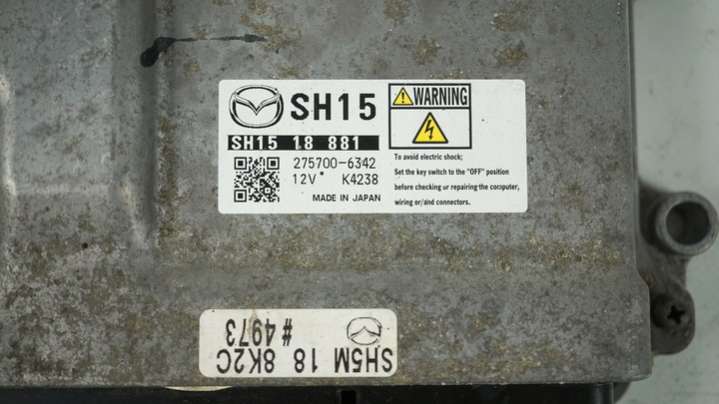 SH15
SH15 18 881
275700-6342
12V* K4238
MADE IN JAPAN
WARNING
To avoid electric shock;
Set the key switch to the "OFF" position
before checking or repairing the computer,
wiring or/and connectors.
SH5M 18 8K2C
#4973